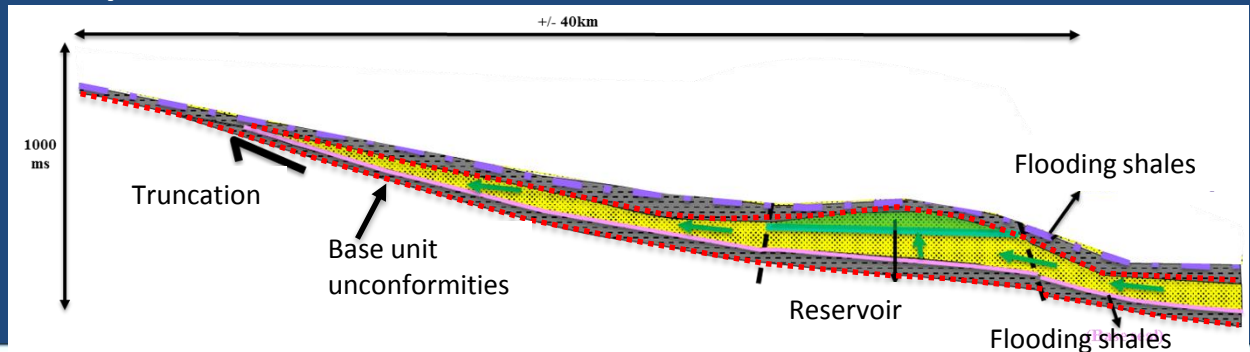 +/- 40km
1000
ms
Flooding shales
Truncation
Base unit
unconformities
Reservoir
Flooding shales